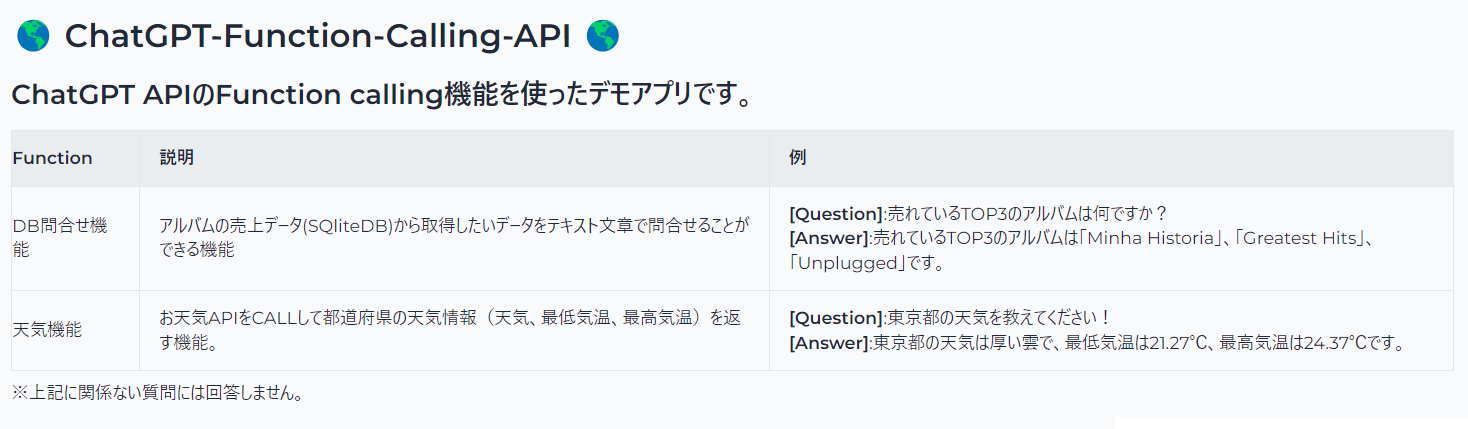 🌎 ChatGPT-Function-Calling-API 🌎
ChatGPT APIのFunction calling機能を使ったデモアプリです。
Function 説明 例
DB問合せ機能
アルバムの売上データ(SQliteDB)から取得したいデータをテキスト文章で問合せることが
できる機能
[Question]:売れているTOP3のアルバムは何ですか？
[Answer]:売れているTOP3のアルバムは「Minha Historia」、「Greatest Hits」、
「Unplugged」です。
天気機能
お天気APIをCALLして都道府県の天気情報（天気、最低気温、最高気温）を返
す機能。
[Question]:東京都の天気を教えてください！
[Answer]:東京都の天気は厚い雲で、最低気温は21.27℃、最高気温は24.37℃です。
※上記に関係ない質問には回答しません。